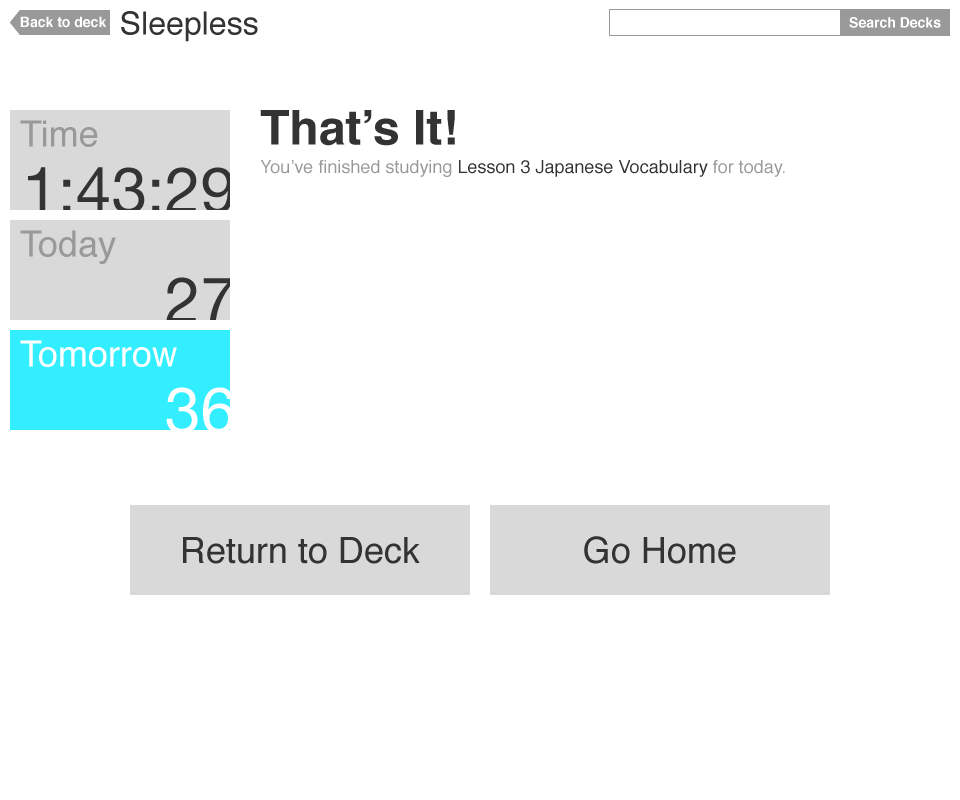 Back to deck
Sleepless
Search Decks
Time
1:43:29
Today
27
Tomorrow
36
That’s It!
You’ve finished studying Lesson 3 Japanese Vocabulary for today.
Return to Deck
Go Home